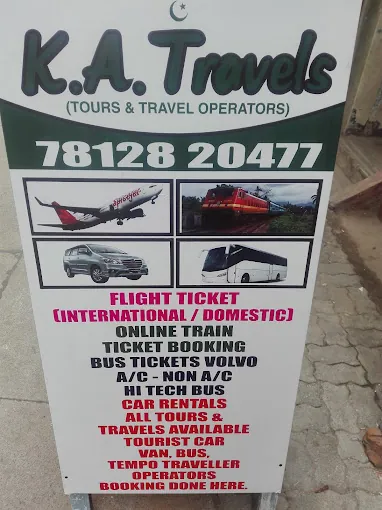 K.A. Travels
(TOURS & TRAVEL OPERATORS)
78128 20477
FLIGHT TICKET
(INTERNATIONAL / DOMESTIC)
ONLINE TRAIN
TICKET BOOKING
BUS TICKETS VOLVO
A/C - NON A/C
HI TECH BUS
CAR RENTALS
ALL TOURS &
TRAVELS AVAILABLE
TOURIST CAR
VAN, BUS,
TEMPO TRAVELLER
OPERATORS
BOOKING DONE HERE.